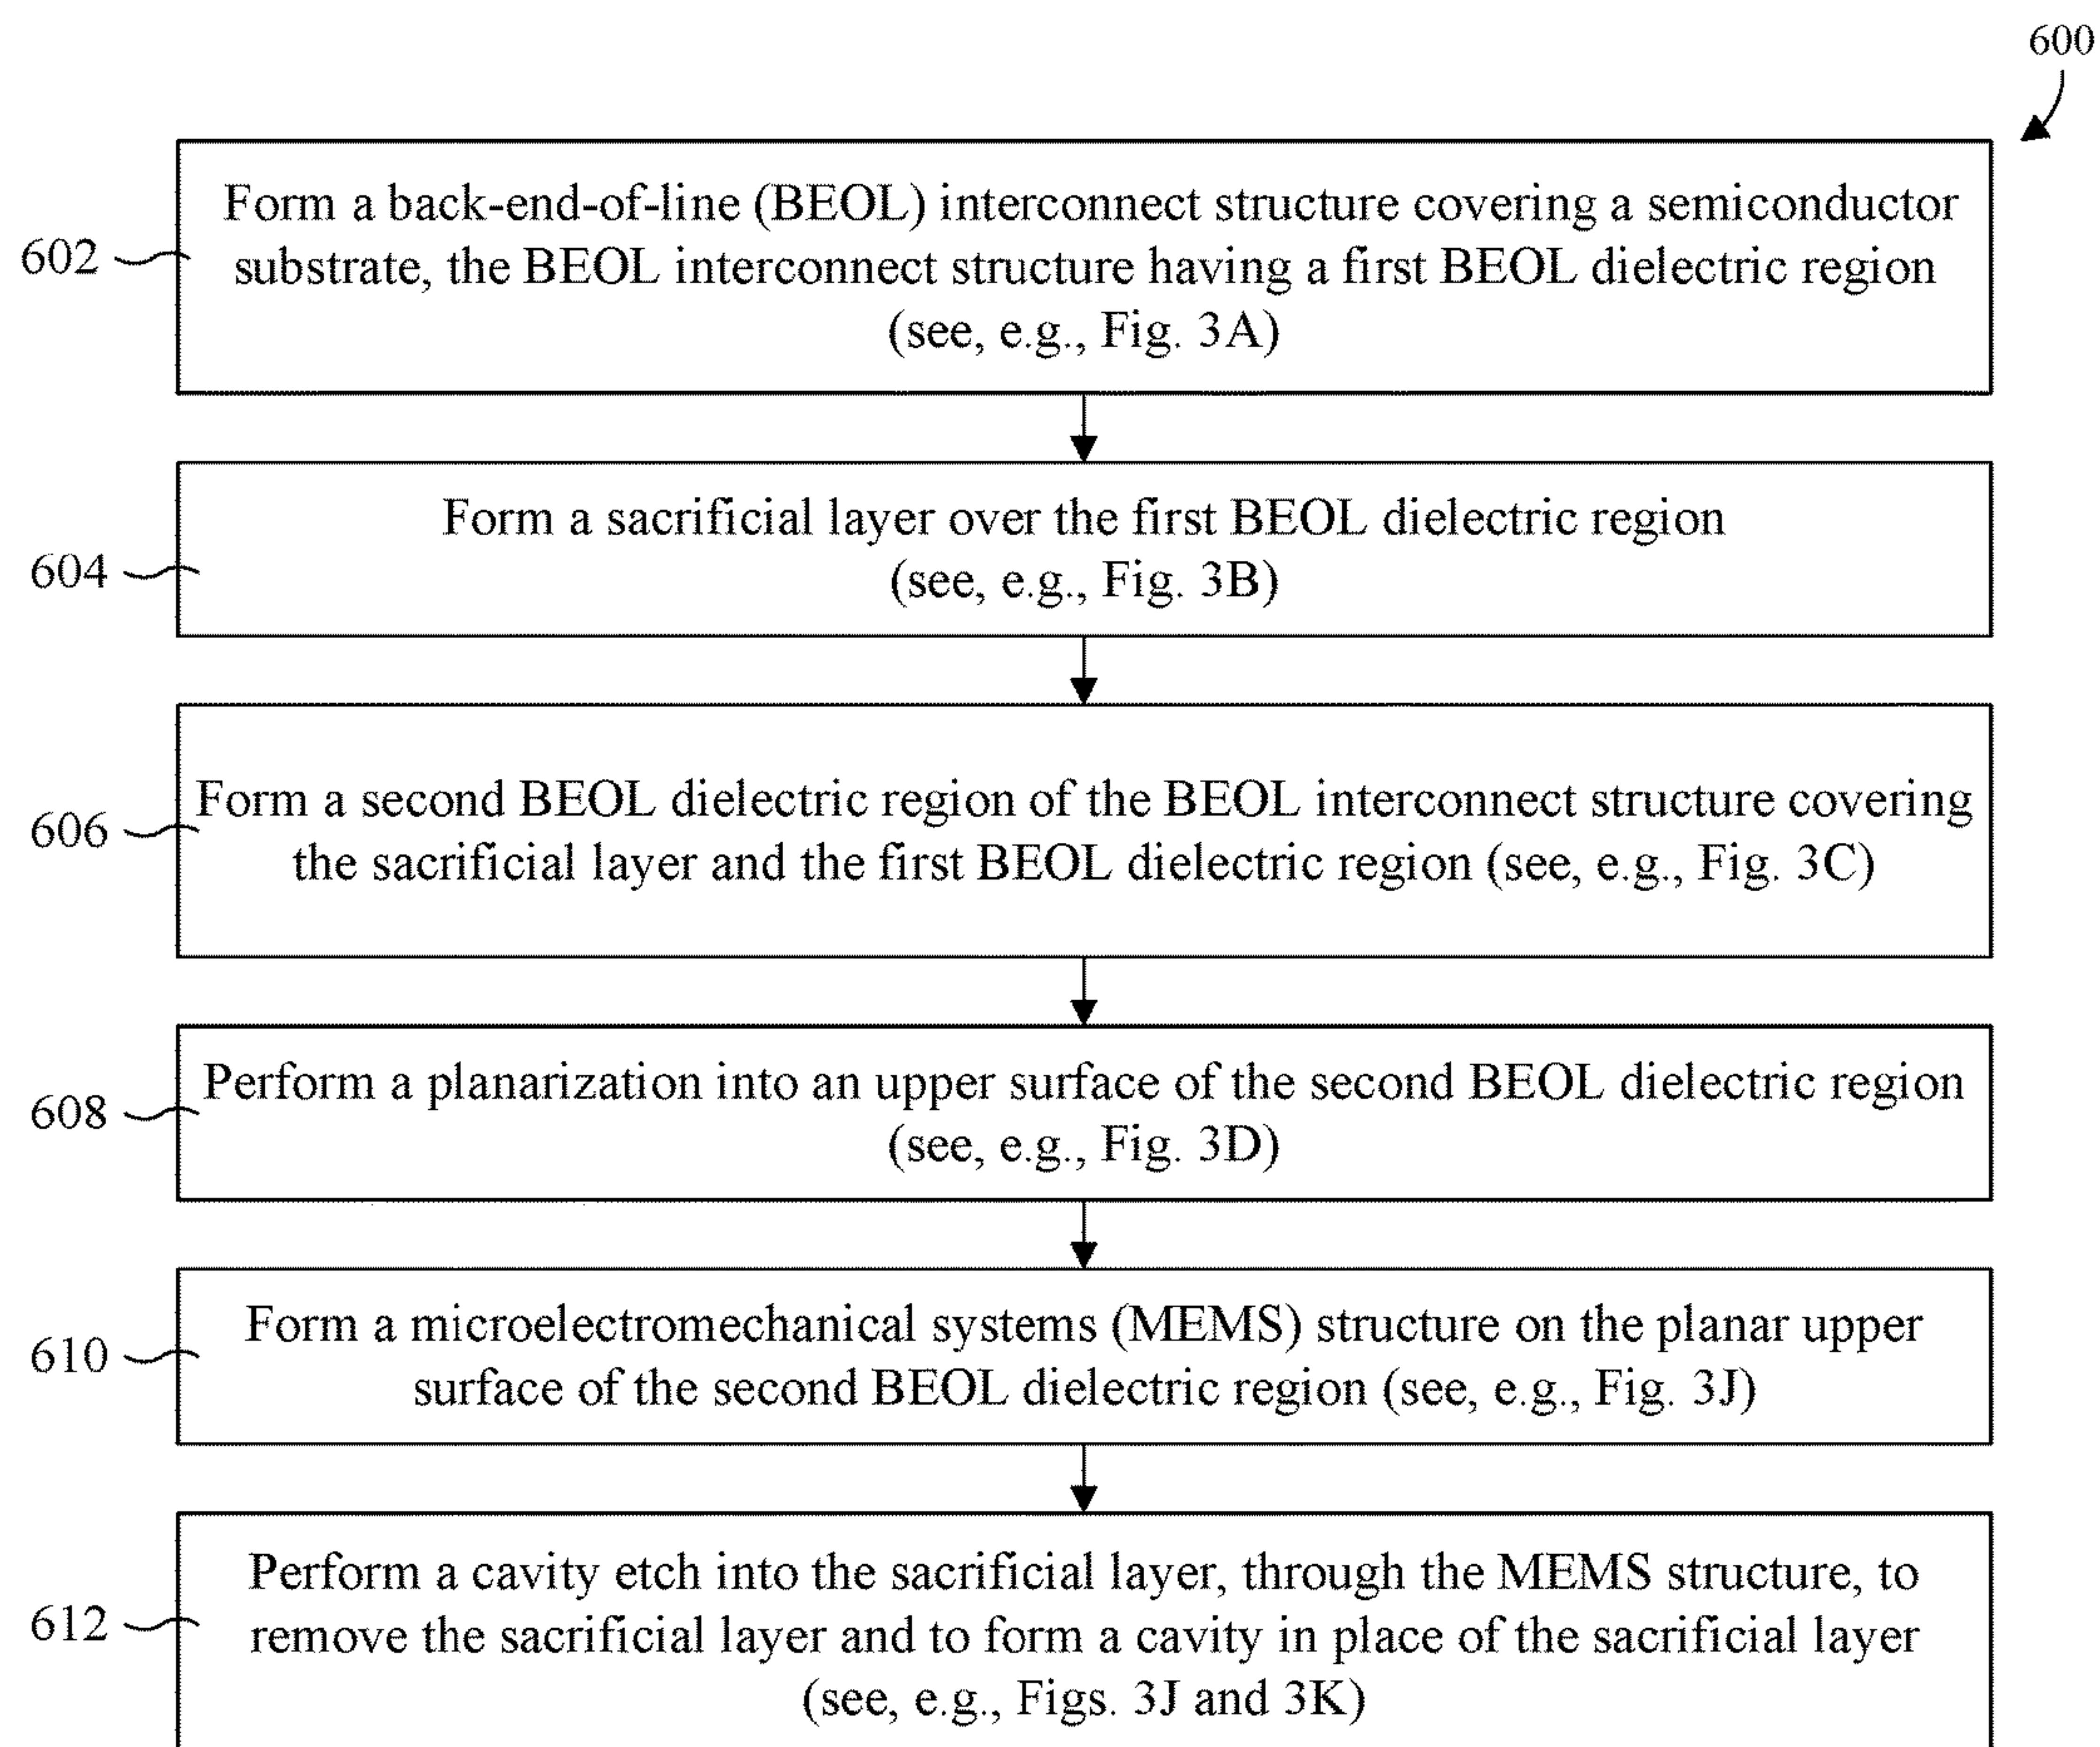 600
602
Form a back-end-of-line (BEOL) interconnect structure covering a semiconductor
substrate, the BEOL interconnect structure having a first BEOL dielectric region
(see, e.g., Fig. 3A)
604
Form a sacrificial layer over the first BEOL dielectric region
(see, e.g., Fig. 3B)
606
Form a second BEOL dielectric region of the BEOL interconnect structure covering
the sacrificial layer and the first BEOL dielectric region (see, e.g., Fig. 3C)
608
Perform a planarization into an upper surface of the second BEOL dielectric region
(see, e.g., Fig. 3D)
610
Form a microelectromechanical systems (MEMS) structure on the planar upper
surface of the second BEOL dielectric region (see, e.g., Fig. 3J)
612
Perform a cavity etch into the sacrificial layer, through the MEMS structure, to
remove the sacrificial layer and to form a cavity in place of the sacrificial layer
(see, e.g., Figs. 3J and 3K)